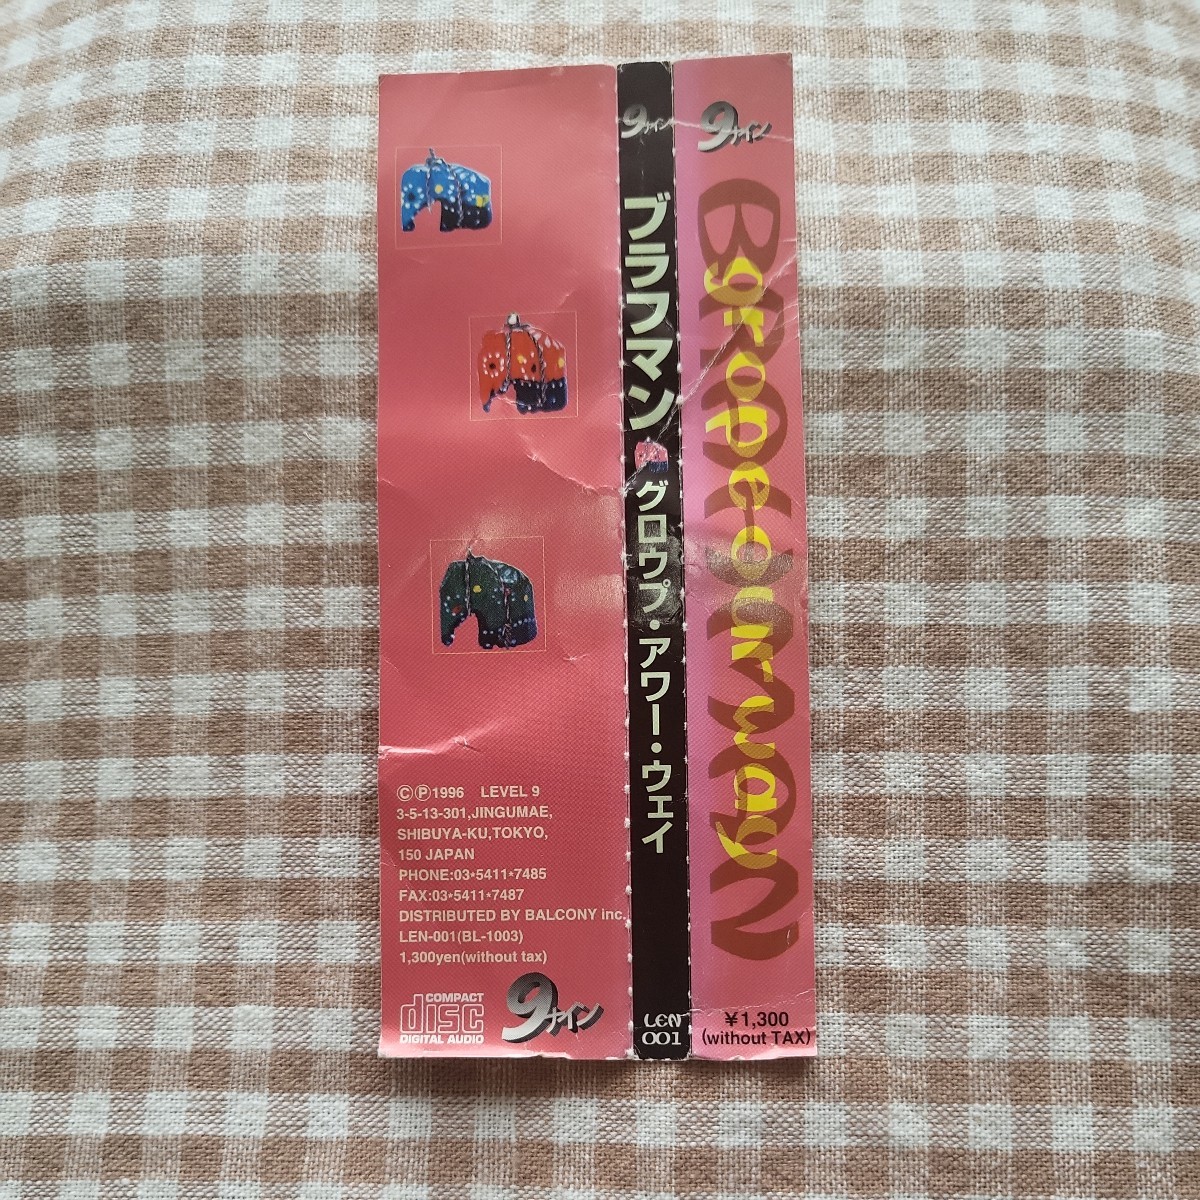 ©Ⓟ1996 LEVEL 9
3-5-13-301,JINGUMAE,
SHIBUYA-KU,TOKYO,
150 JAPAN
PHONE:03*5411*7485
FAX:03*5411*7487
DISTRIBUTED BY BALCONY inc.
LEN-001(BL-1003)
1,300yen(without tax)
COMPACT
disc
DIGITAL AUDIO
9ナイン
9ナイン
ブラフマン
グロウプ・アワー・ウェイ
LEN
001
9ナイン
BRAHMAN
grope our way
¥1,300
(without TAX)